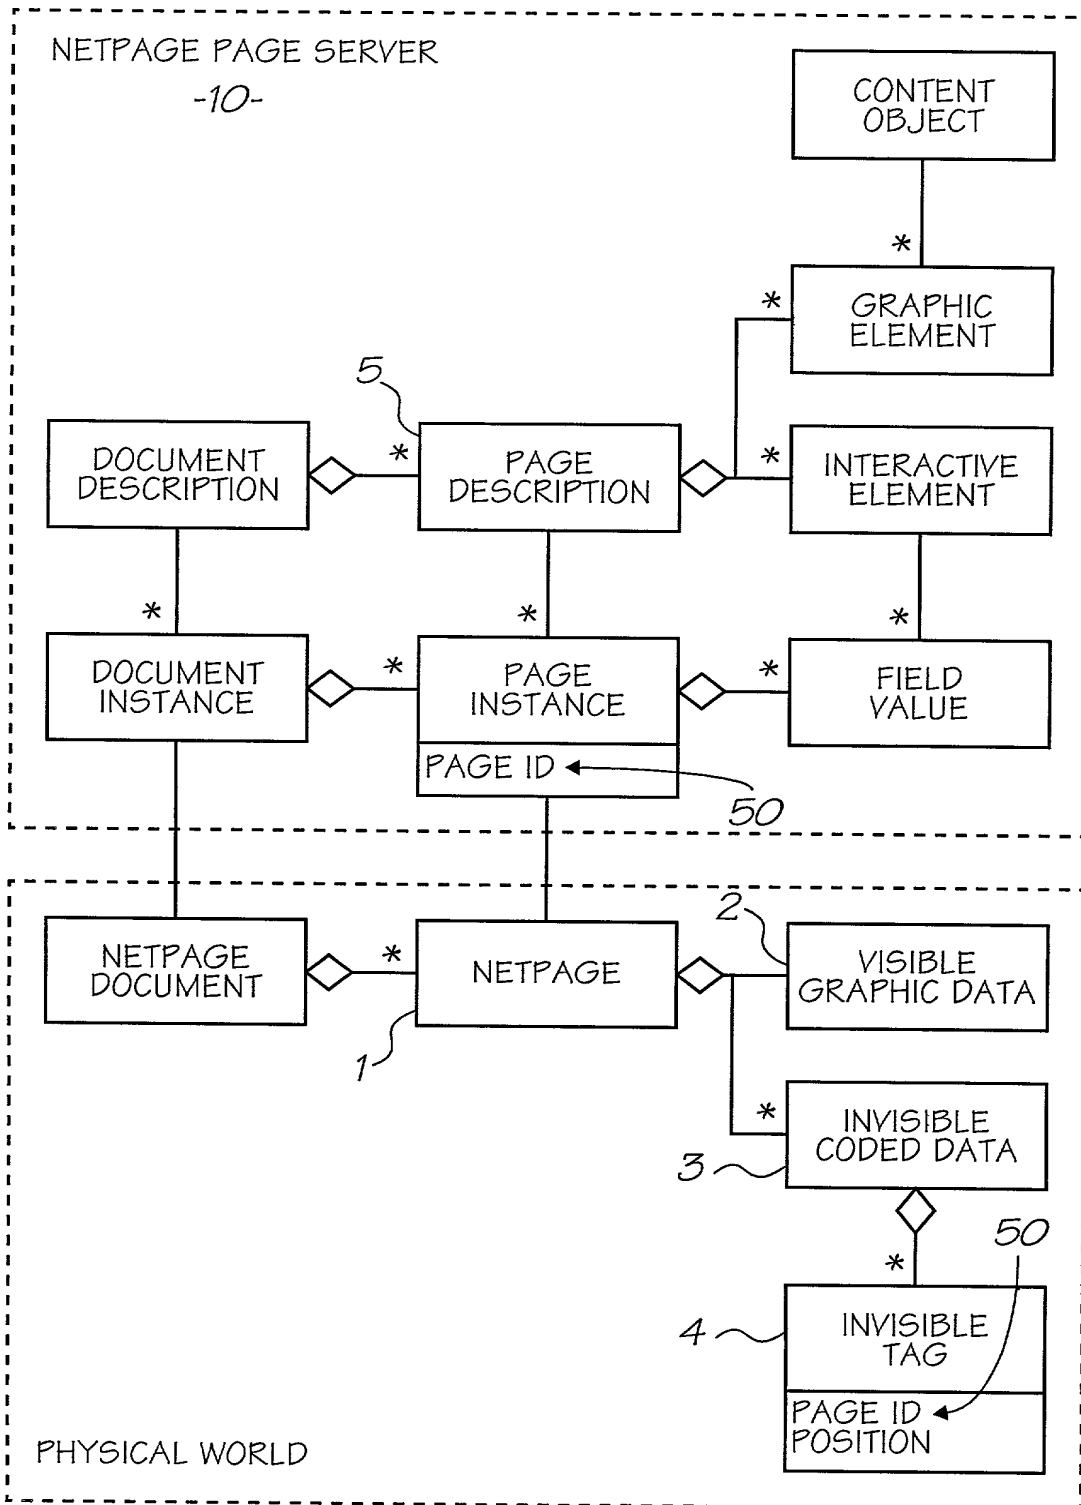 NETPAGE PAGE SERVER
-10-
CONTENT
OBJECT
*
*
GRAPHIC
ELEMENT
5
DOCUMENT
DESCRIPTION
*
PAGE
DESCRIPTION
*
INTERACTIVE
ELEMENT
*
*
*
DOCUMENT
INSTANCE
*
PAGE
INSTANCE
*
FIELD
VALUE
PAGE ID
50
NETPAGE
DOCUMENT
*
NETPAGE
2
VISIBLE
GRAPHIC DATA
1
*
INVISIBLE
CODED DATA
3
50
*
4
INVISIBLE
TAG
PAGE ID
POSITION
PHYSICAL WORLD